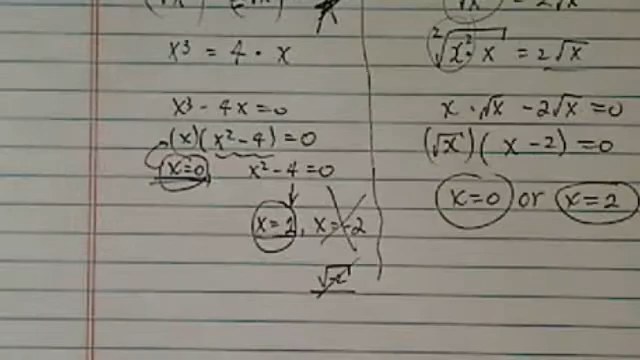 x³ = 4 · x
x³ - 4x = 0
(x)(x² - 4) = 0
x = 0 x² - 4 = 0
x = 2, x = -2
²√x²· x = 2√x
x · √x - 2√x = 0
(√x)(x - 2) = 0
x = 0 or x = 2